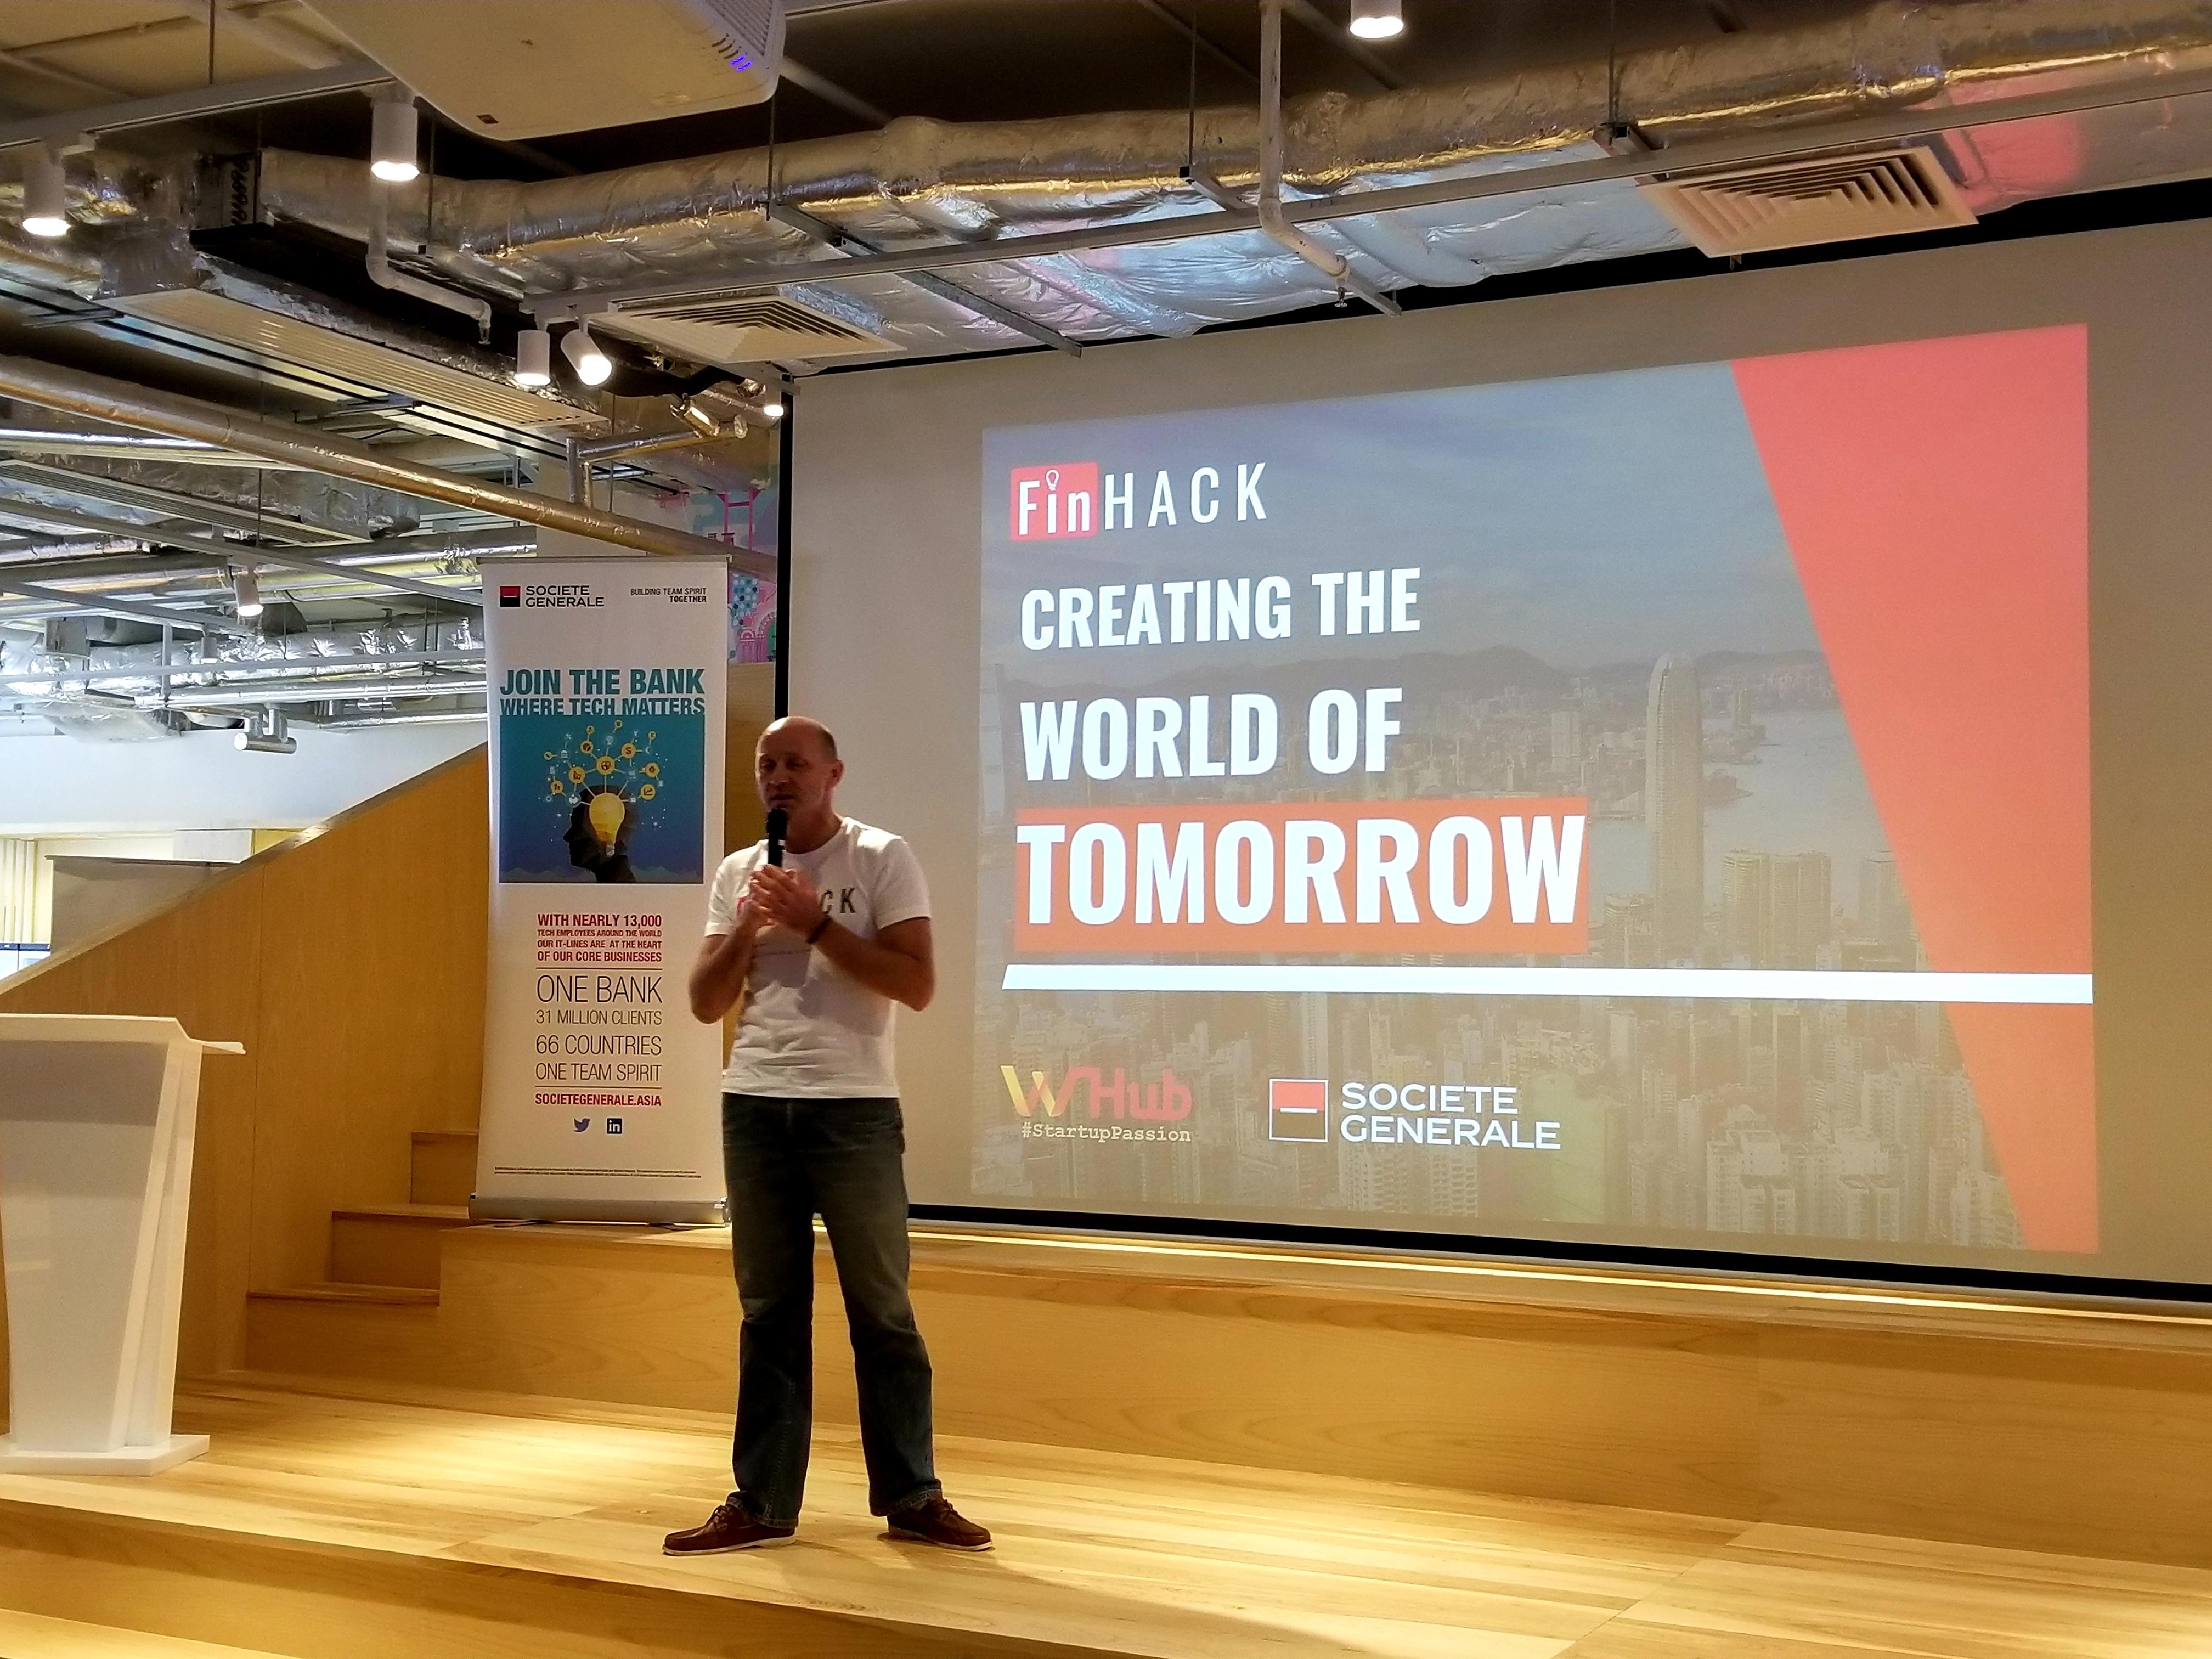 SOCIETE
GENERALE
BUILDING TEAM SPIRIT
TOGETHER
JOIN THE BANK
WHERE TECH MATTERS
WITH NEARLY 13,000
TECH EMPLOYEES AROUND THE WORLD
OUR IT-LINES ARE AT THE HEART
OF OUR CORE BUSINESSES
ONE BANK
31 MILLION CLIENTS
66 COUNTRIES
ONE TEAM SPIRIT
SOCIETEGENERALE.ASIA
in
CK
FinHACK
CREATING THE
WORLD OF
TOMORROW
WHub
#StartupPassion
SOCIETE
GENERALE